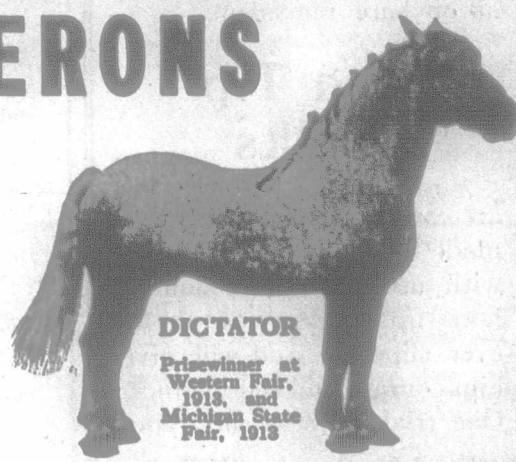 ERONS
DICTATOR
Prizewinner at
Western Fair,
1913, and
Michigan State
Fair, 1913